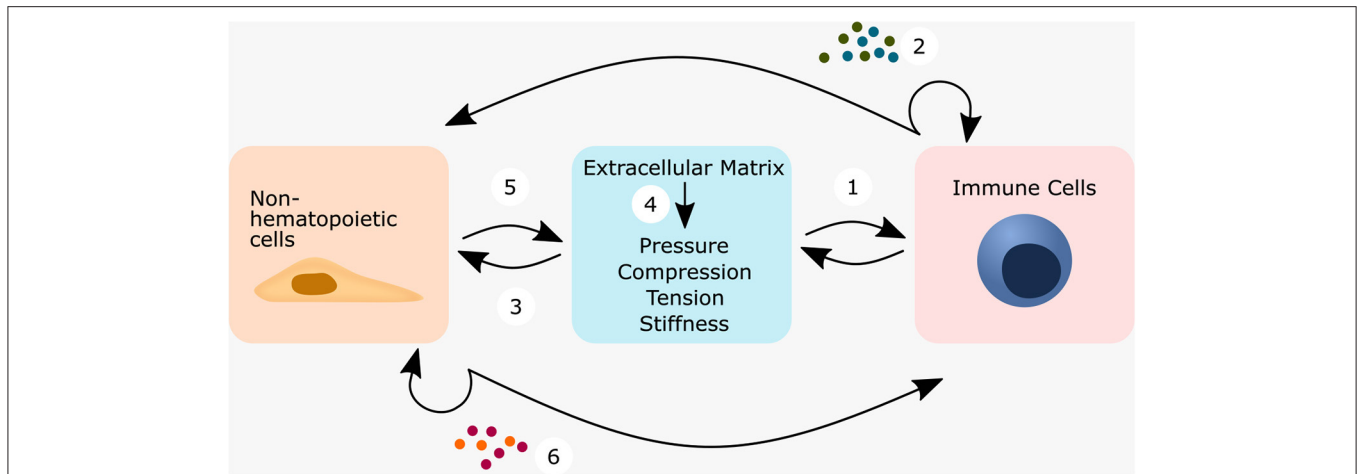 2
Non-
hematopoietic
cells
5
3
Extracellular Matrix
4
Pressure
Compression
Tension
Stiffness
1
Immune Cells
6